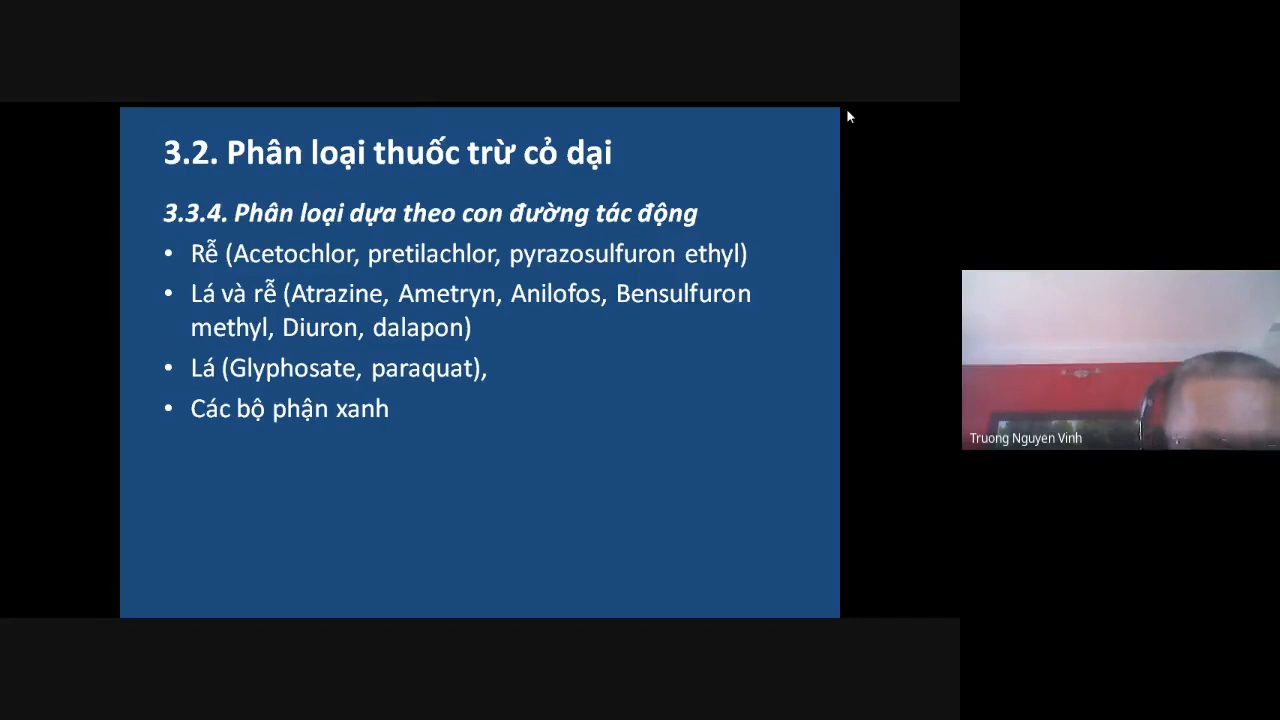 3.2. Phân loại thuốc trừ cỏ dại
3.3.4. Phân loại dựa theo con đường tác động
• Rễ (Acetochlor, pretilachlor, pyrazosulfuron ethyl)
• Lá và rễ (Atrazine, Ametryn, Anilofos, Bensulfuron
methyl, Diuron, dalapon)
• Lá (Glyphosate, paraquat),
• Các bộ phận xanh
Truong Nguyen Vinh